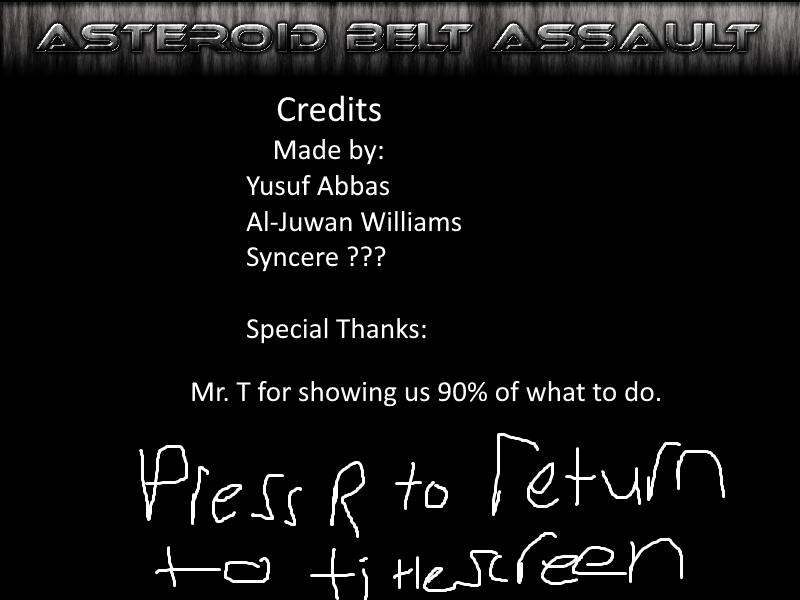 ASTEROID BELT ASSAULT
Credits
Made by:
Yusuf Abbas
Al-Juwan Williams
Syncere ???
Special Thanks:
Mr. T for showing us 90% of what to do.
Press R to return
to titlescreen